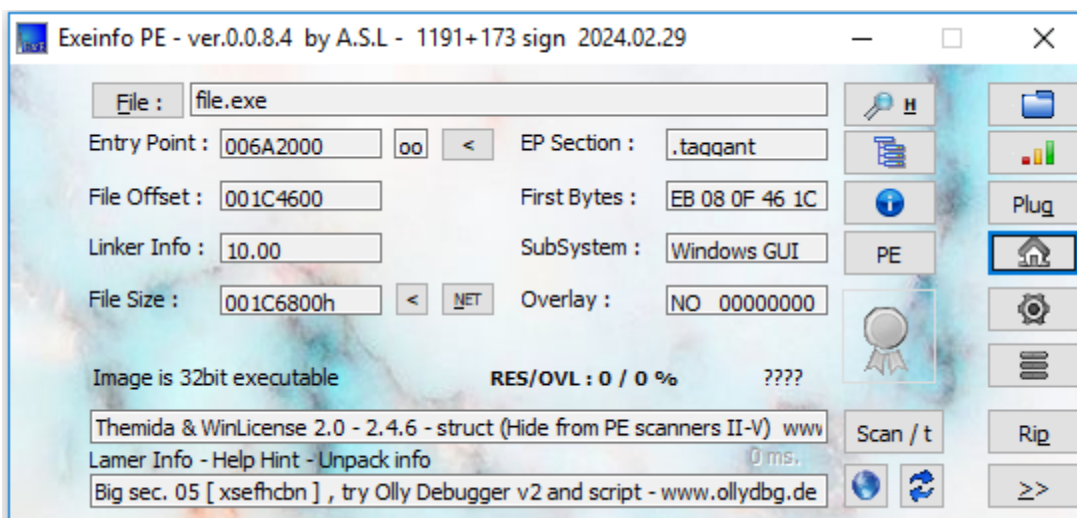 Exeinfo PE - ver.0.0.8.4 by A.S.L - 1191+173 sign 2024.02.29
File : file.exe H
Entry Point : 006A2000 oo < EP Section : .taggant
File Offset : 001C4600 First Bytes : EB 08 0F 46 1C Plug
Linker Info : 10.00 SubSystem : Windows GUI PE
File Size : 001C6800h < NET Overlay : NO 00000000
Image is 32bit executable RES/OVL : 0 / 0 % ????
Themida & WinLicense 2.0 - 2.4.6 - struct (Hide from PE scanners II-V) www Scan / t Rip
Lamer Info - Help Hint - Unpack info 0 ms.
Big sec. 05 [ xsefhcbn ] , try Olly Debugger v2 and script - www.ollydbg.de >>